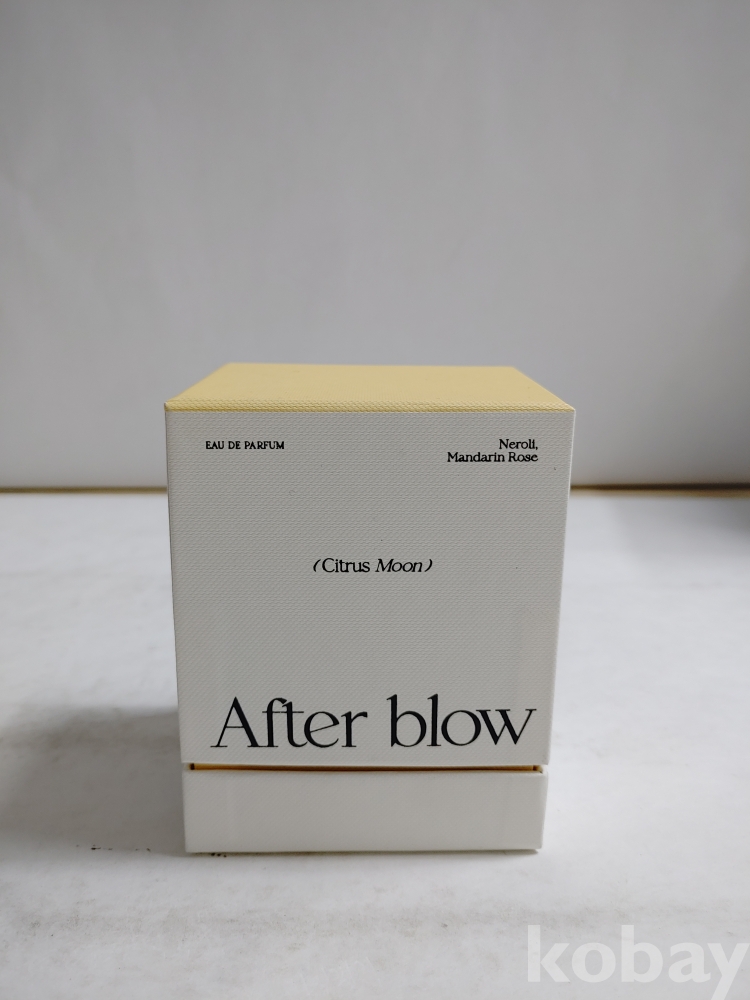 EAU DE PARFUM
Neroli,
Mandarin Rose
(Citrus Moon)
After blow
kobay